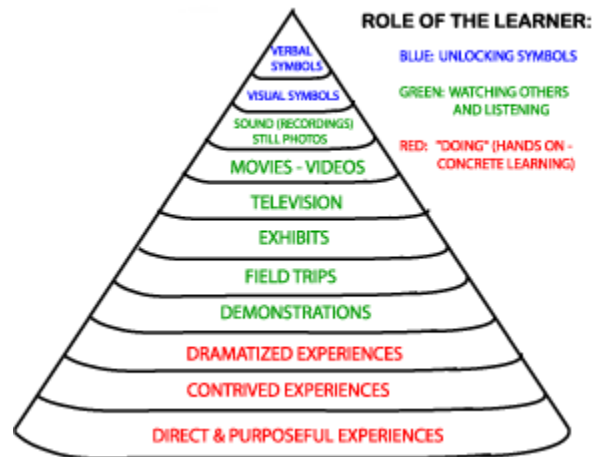 ROLE OF THE LEARNER:
BLUE: UNLOCKING SYMBOLS
GREEN: WATCHING OTHERS
AND LISTENING
RED: "DOING" (HANDS ON -
CONCRETE LEARNING)
VERBAL
SYMBOLS
VISUAL SYMBOLS
SOUND (RECORDINGS)
STILL PHOTOS
MOVIES - VIDEOS
TELEVISION
EXHIBITS
FIELD TRIPS
DEMONSTRATIONS
DRAMATIZED EXPERIENCES
CONTRIVED EXPERIENCES
DIRECT & PURPOSEFUL EXPERIENCES